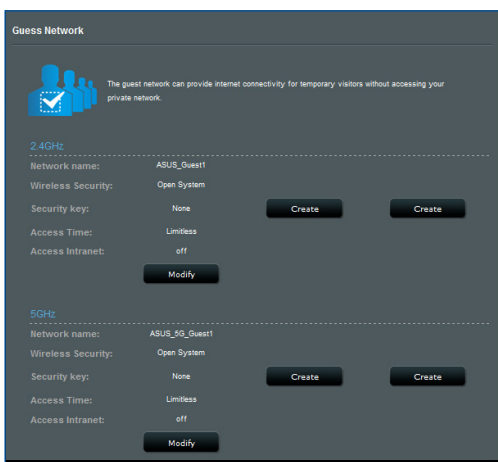 Guess Network
The guest network can provide internet connectivity for temporary visitors without accessing your
private network.
2.4GHz
Network name: ASUS_Guest1
Wireless Security: Open System
Security key: None Create Create
Access Time: Limitless
Access Intranet: off
Modify
5GHz
Network name: ASUS_5G_Guest1
Wireless Security: Open System
Security key: None Create Create
Access Time: Limitless
Access Intranet: off
Modify